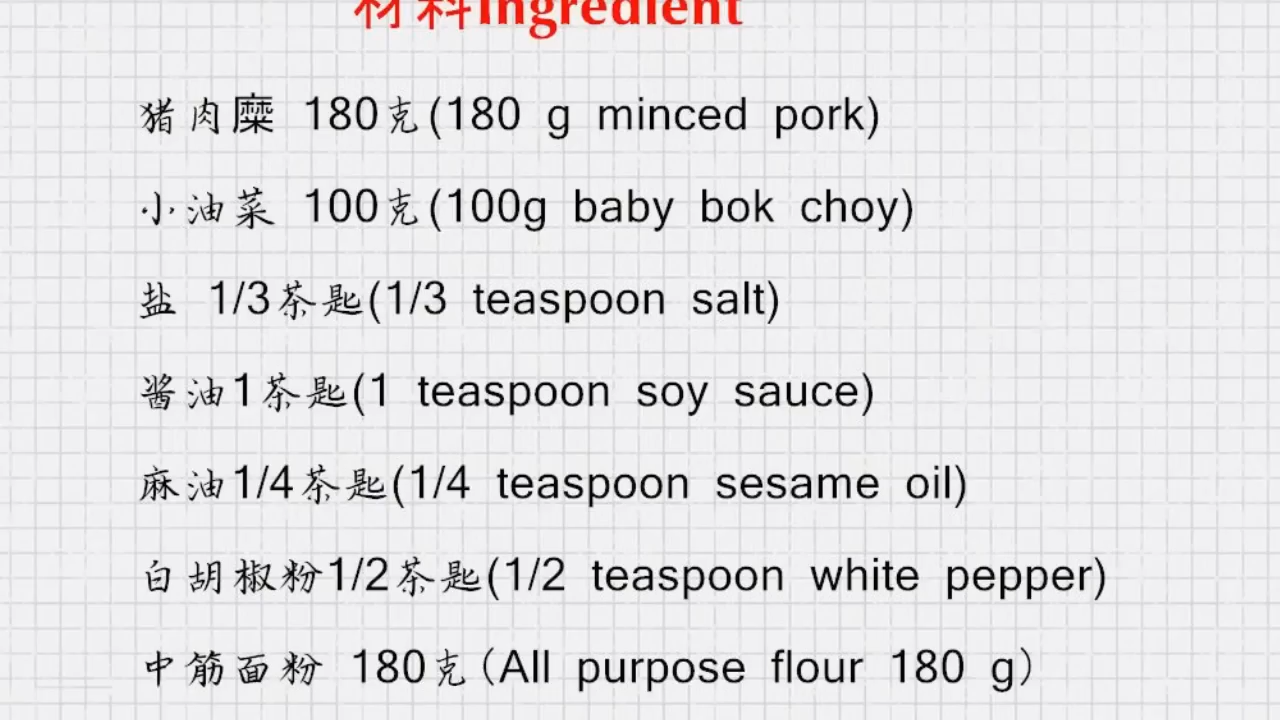 材料Ingredient
猪肉糜 180克(180 g minced pork)
小油菜 100克(100g baby bok choy)
盐 1/3茶匙(1/3 teaspoon salt)
酱油1茶匙(1 teaspoon soy sauce)
麻油1/4茶匙(1/4 teaspoon sesame oil)
白胡椒粉1/2茶匙(1/2 teaspoon white pepper)
中筋面粉 180克(All purpose flour 180 g)